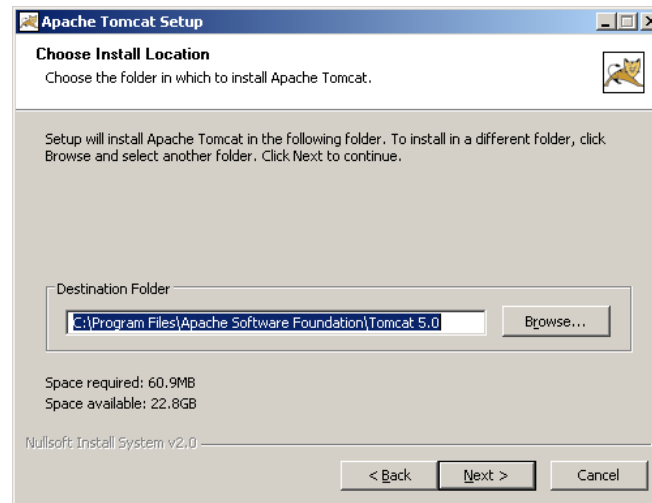 Apache Tomcat Setup
Choose Install Location
Choose the folder in which to install Apache Tomcat.
Setup will install Apache Tomcat in the following folder. To install in a different folder, click
Browse and select another folder. Click Next to continue.
Destination Folder
C:\Program Files\Apache Software Foundation\Tomcat 5.0
Browse...
Space required: 60.9MB
Space available: 22.8GB
Nullsoft Install System v2.0
< Back Next > Cancel